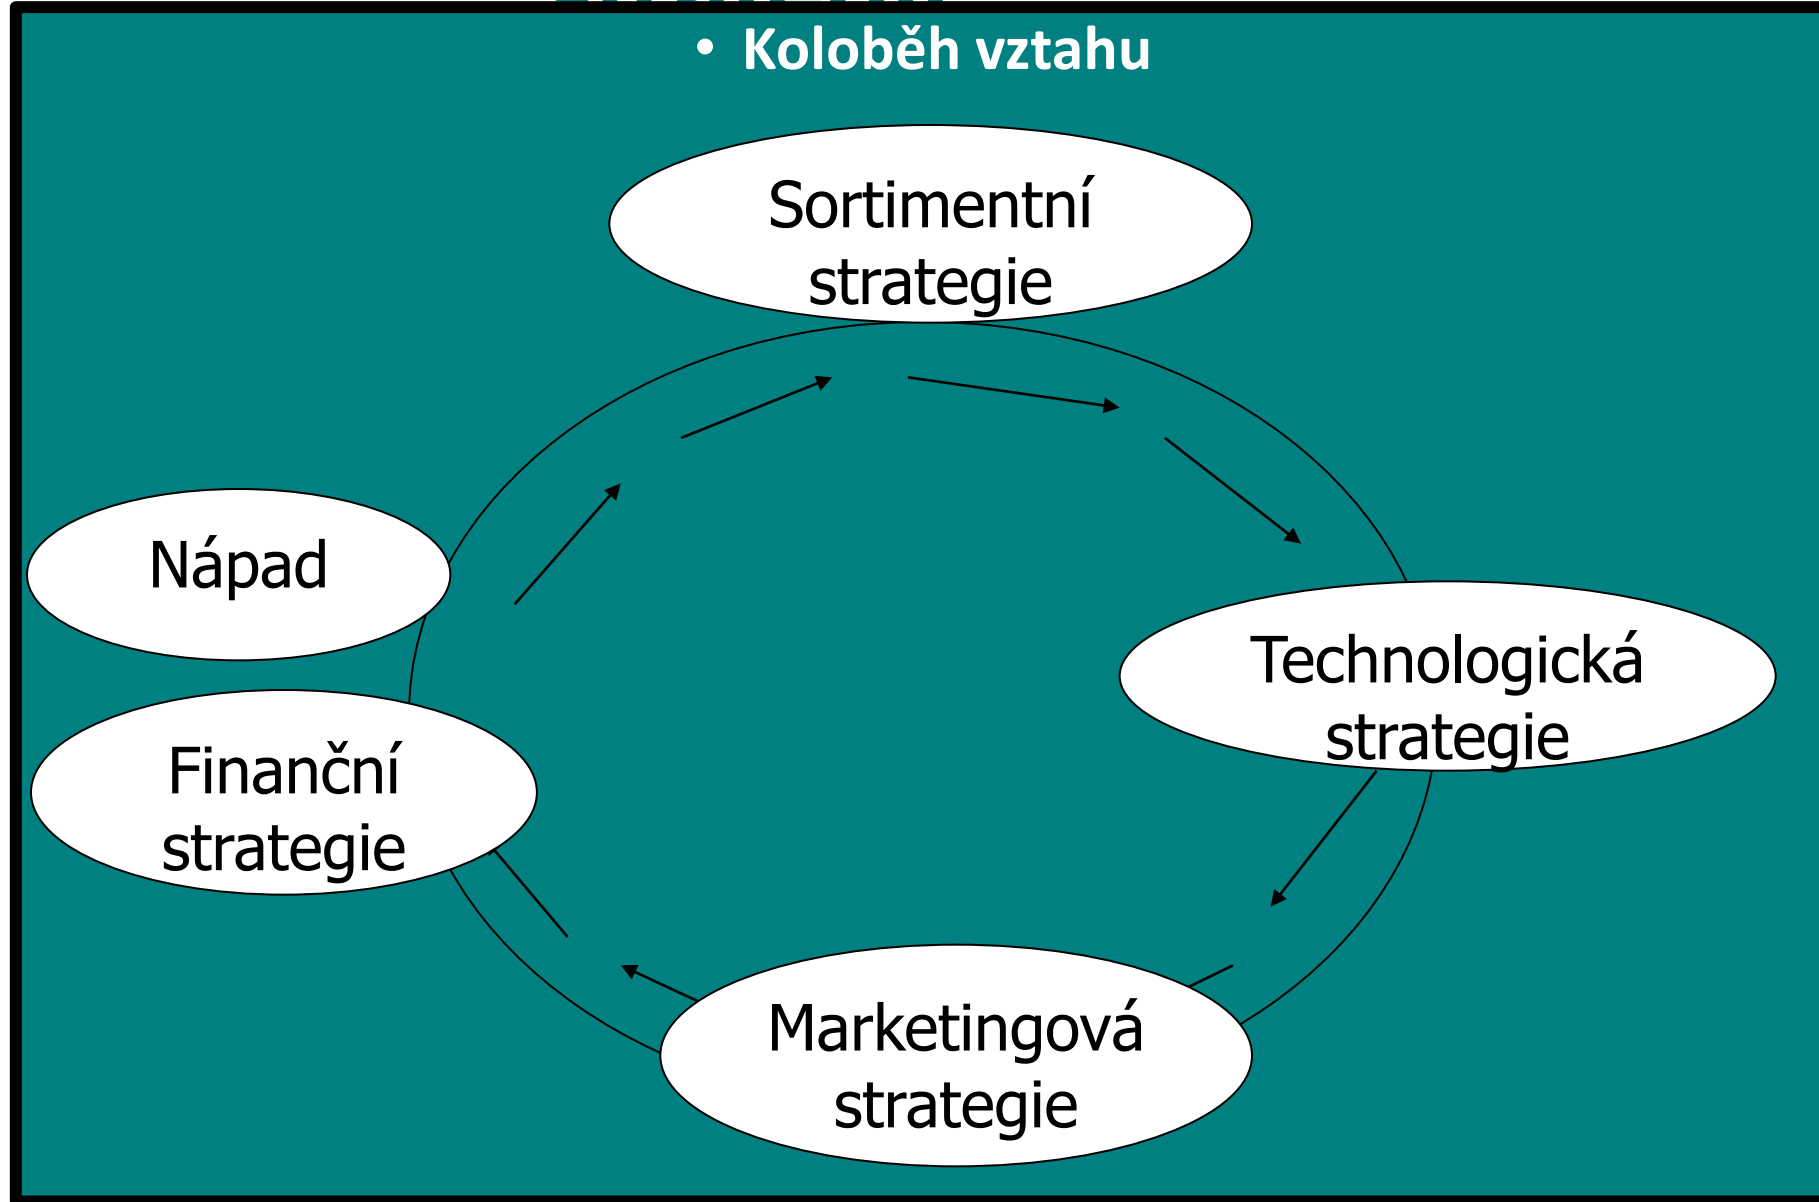 • Koloběh vztahu
Sortimentní
strategie
Nápad
Technologická
strategie
Finanční
strategie
Marketingová
strategie